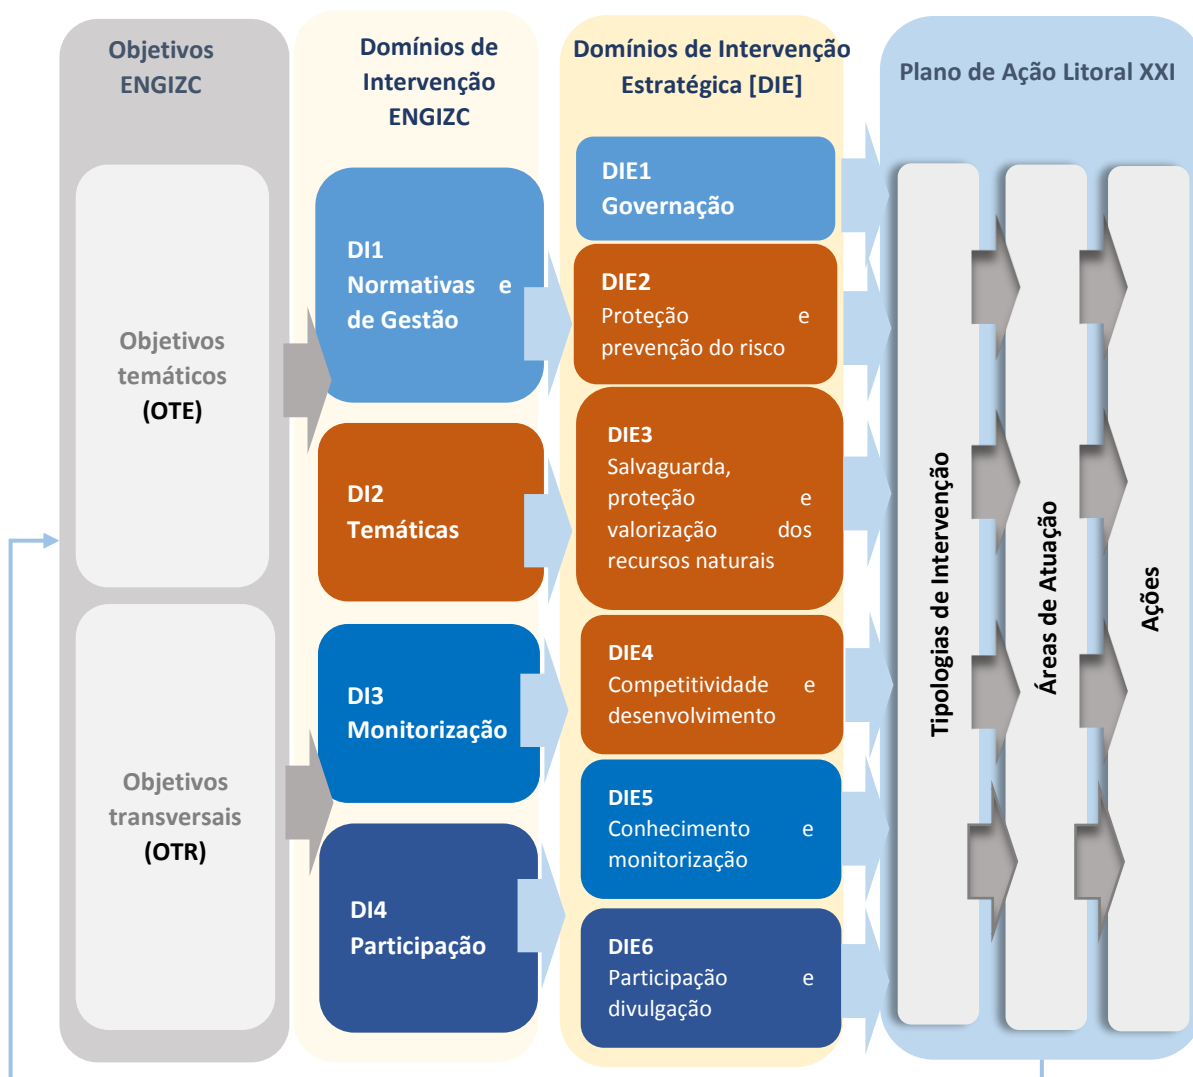 Objetivos
ENGIZC
Objetivos
temáticos
(OTE)
Objetivos
transversais
(OTR)
Domínios de
Intervenção
ENGIZC
DI1
Normativas e
de Gestão
DI2
Temáticas
DI3
Monitorização
DI4
Participação
Domínios de Intervenção
Estratégica [DIE]
DIE1
Governação
DIE2
Proteção e
prevenção do risco
DIE3
Salvaguarda,
proteção e
valorização dos
recursos naturais
DIE4
Competitividade e
desenvolvimento
DIE5
Conhecimento e
monitorização
DIE6
Participação e
divulgação
Plano de Ação Litoral XXI
Tipologias de Intervenção
Áreas de Atuação
Ações